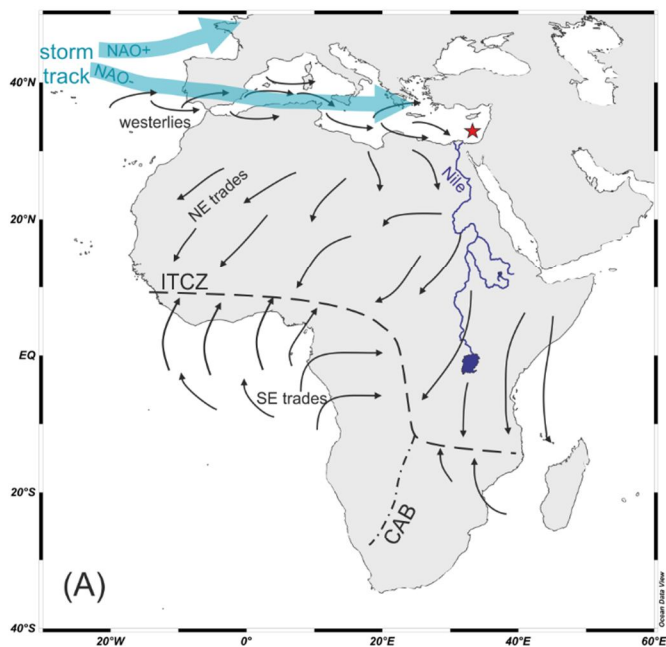 storm
track
NAO+
NAO-
westerlies
NE trades
Nile
ITCZ
SE trades
CAB
(A)
40°N
20°N
EQ
20°S
40°S
20°W
0°
20°E
40°E
60°E
Ocean Data View